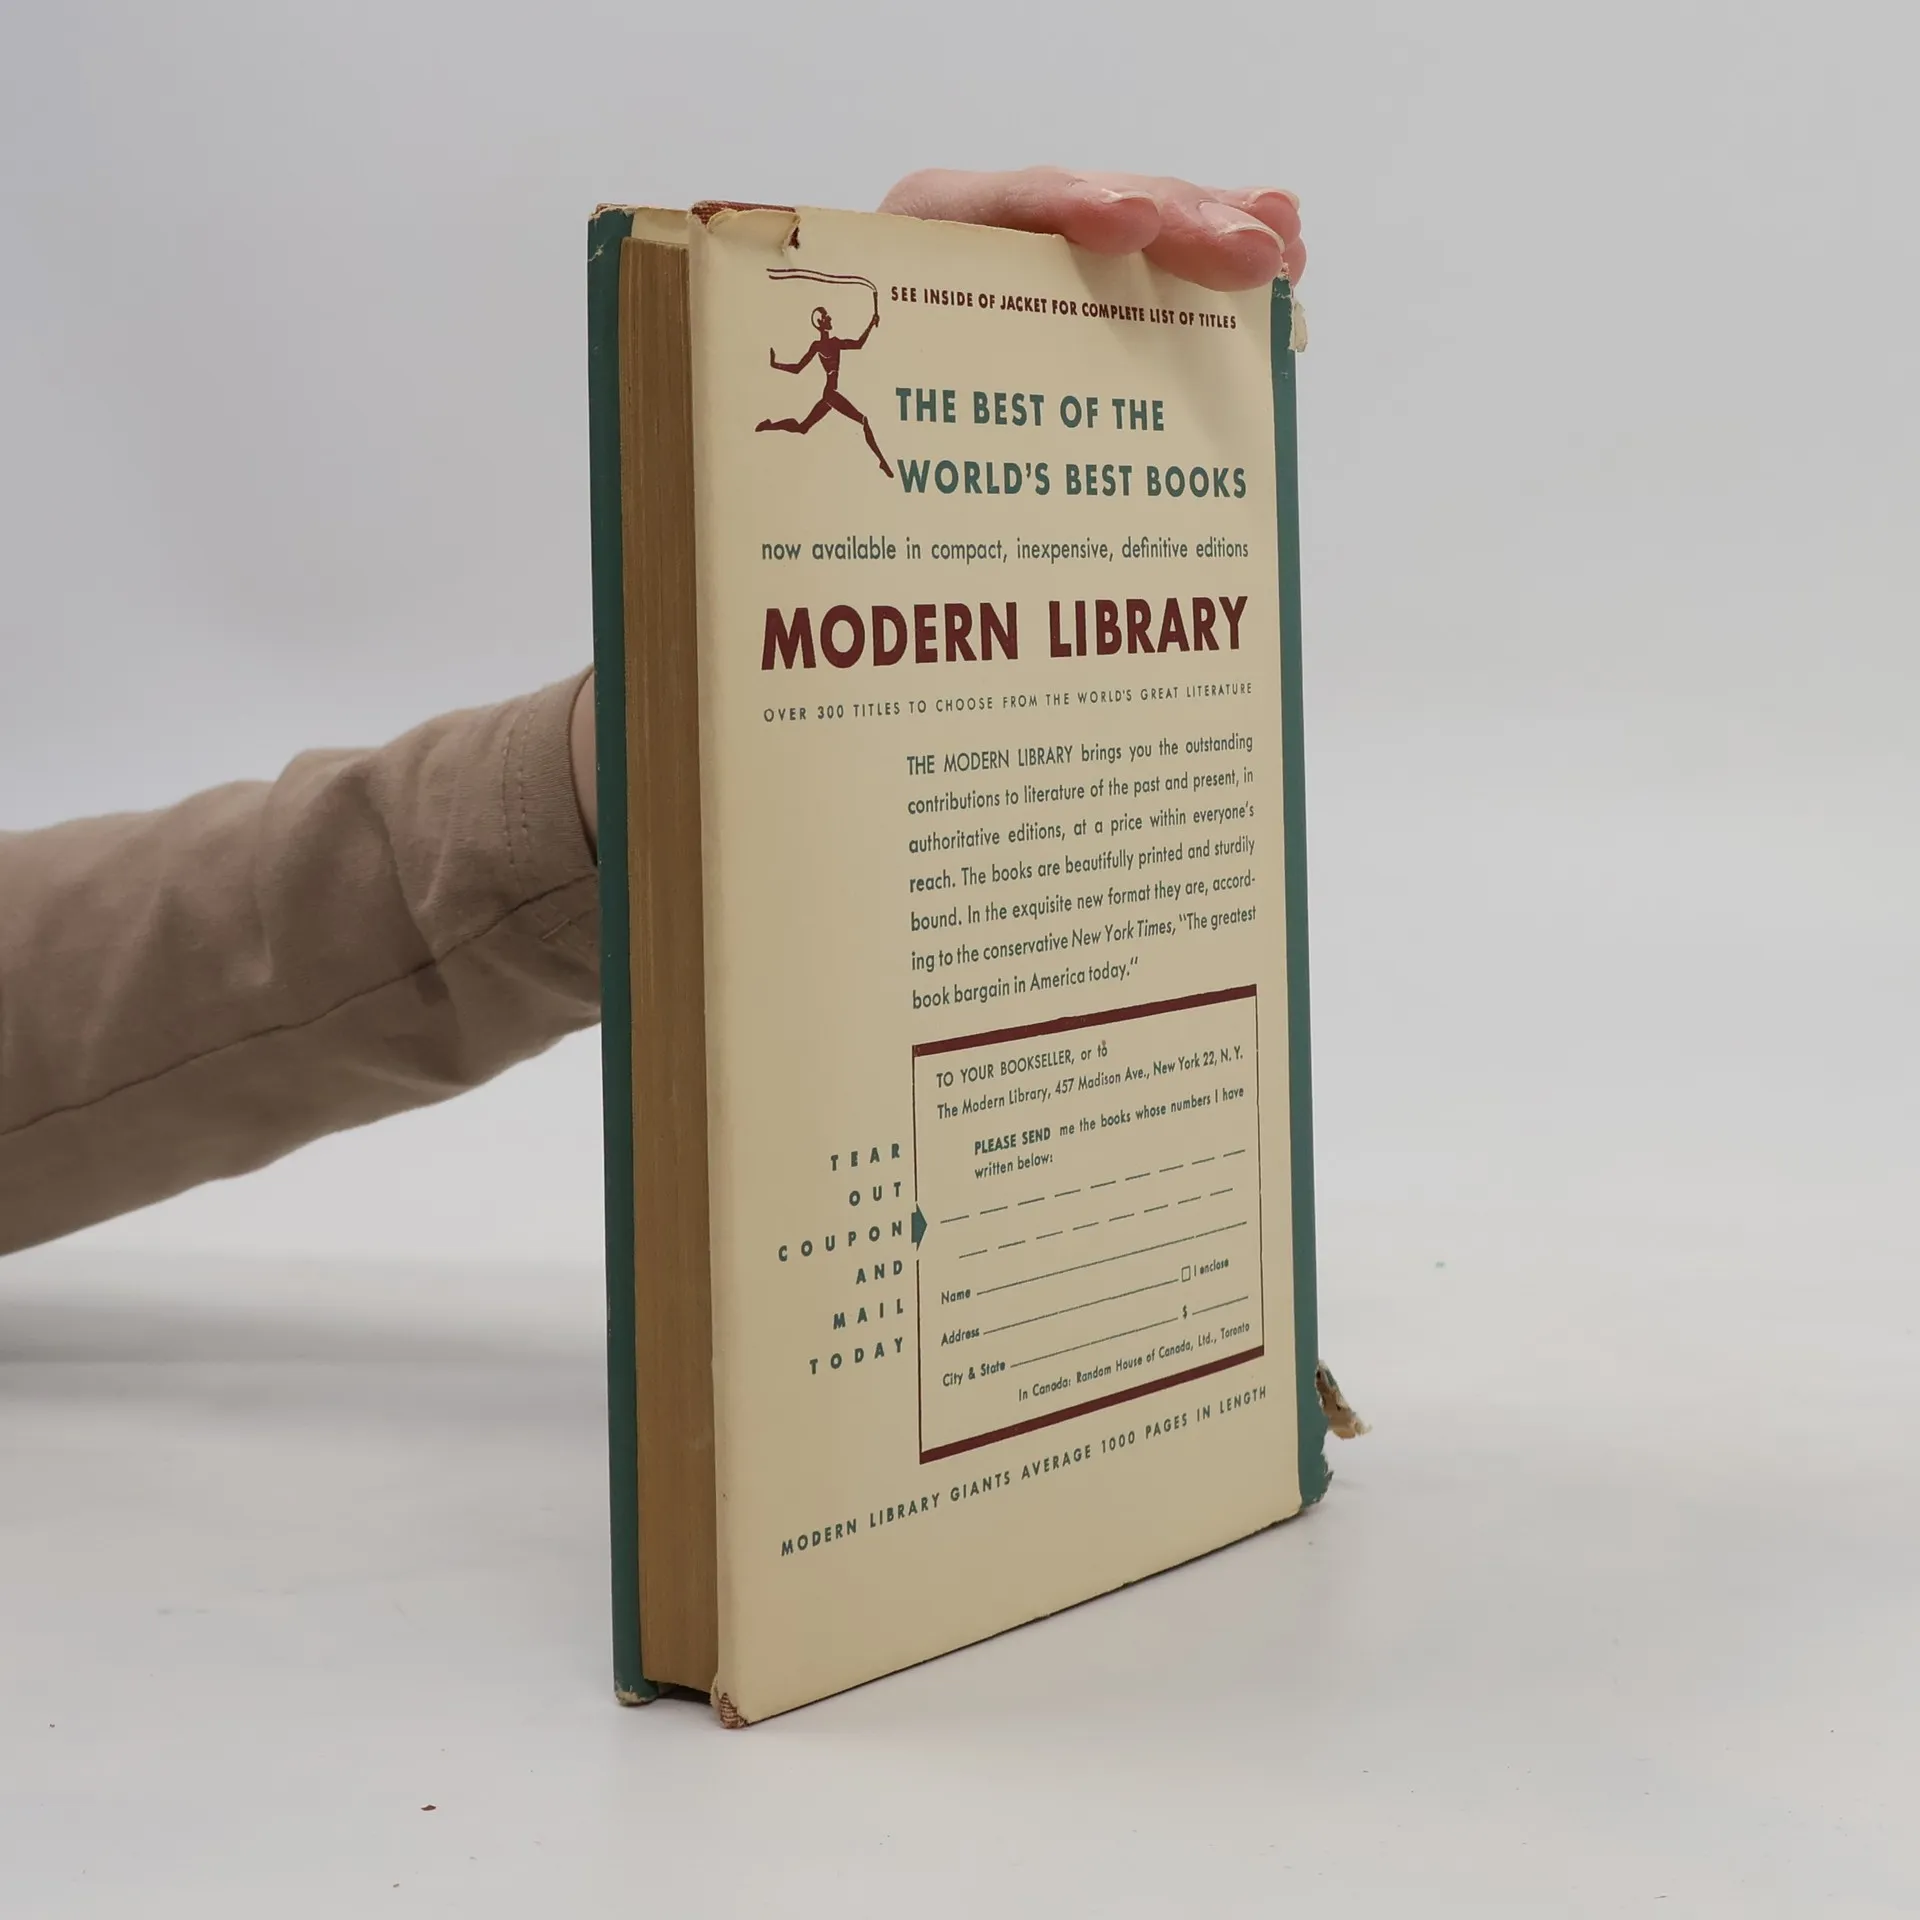 SEE INSIDE OF JACKET FOR COMPLETE LIST OF TITLES
THE BEST OF THE
WORLD'S BEST BOOKS
now available in compact, inexpensive, definitive editions
MODERN LIBRARY
OVER 300 TITLES TO CHOOSE FROM THE WORLD'S GREAT LITERATURE
THE MODERN LIBRARY brings you the outstanding
contributions to literature of the past and present, in
authoritative editions, at a price within everyone's
reach. The books are beautifully printed and sturdily
bound. In the exquisite new format they are, accord-
ing to the conservative New York Times, "The greatest
book bargain in America today."
TEAR
OUT
COUPON
AND
MAIL
TODAY
TO YOUR BOOKSELLER, or to
The Modern Library, 457 Madison Ave., New York 22, N. Y.
PLEASE SEND me the books whose numbers I have
written below:
Name
Address
I enclose
City & State
$
In Canada: Random House of Canada, Ltd., Toronto
MODERN LIBRARY GIANTS AVERAGE 1000 PAGES IN LENGTH